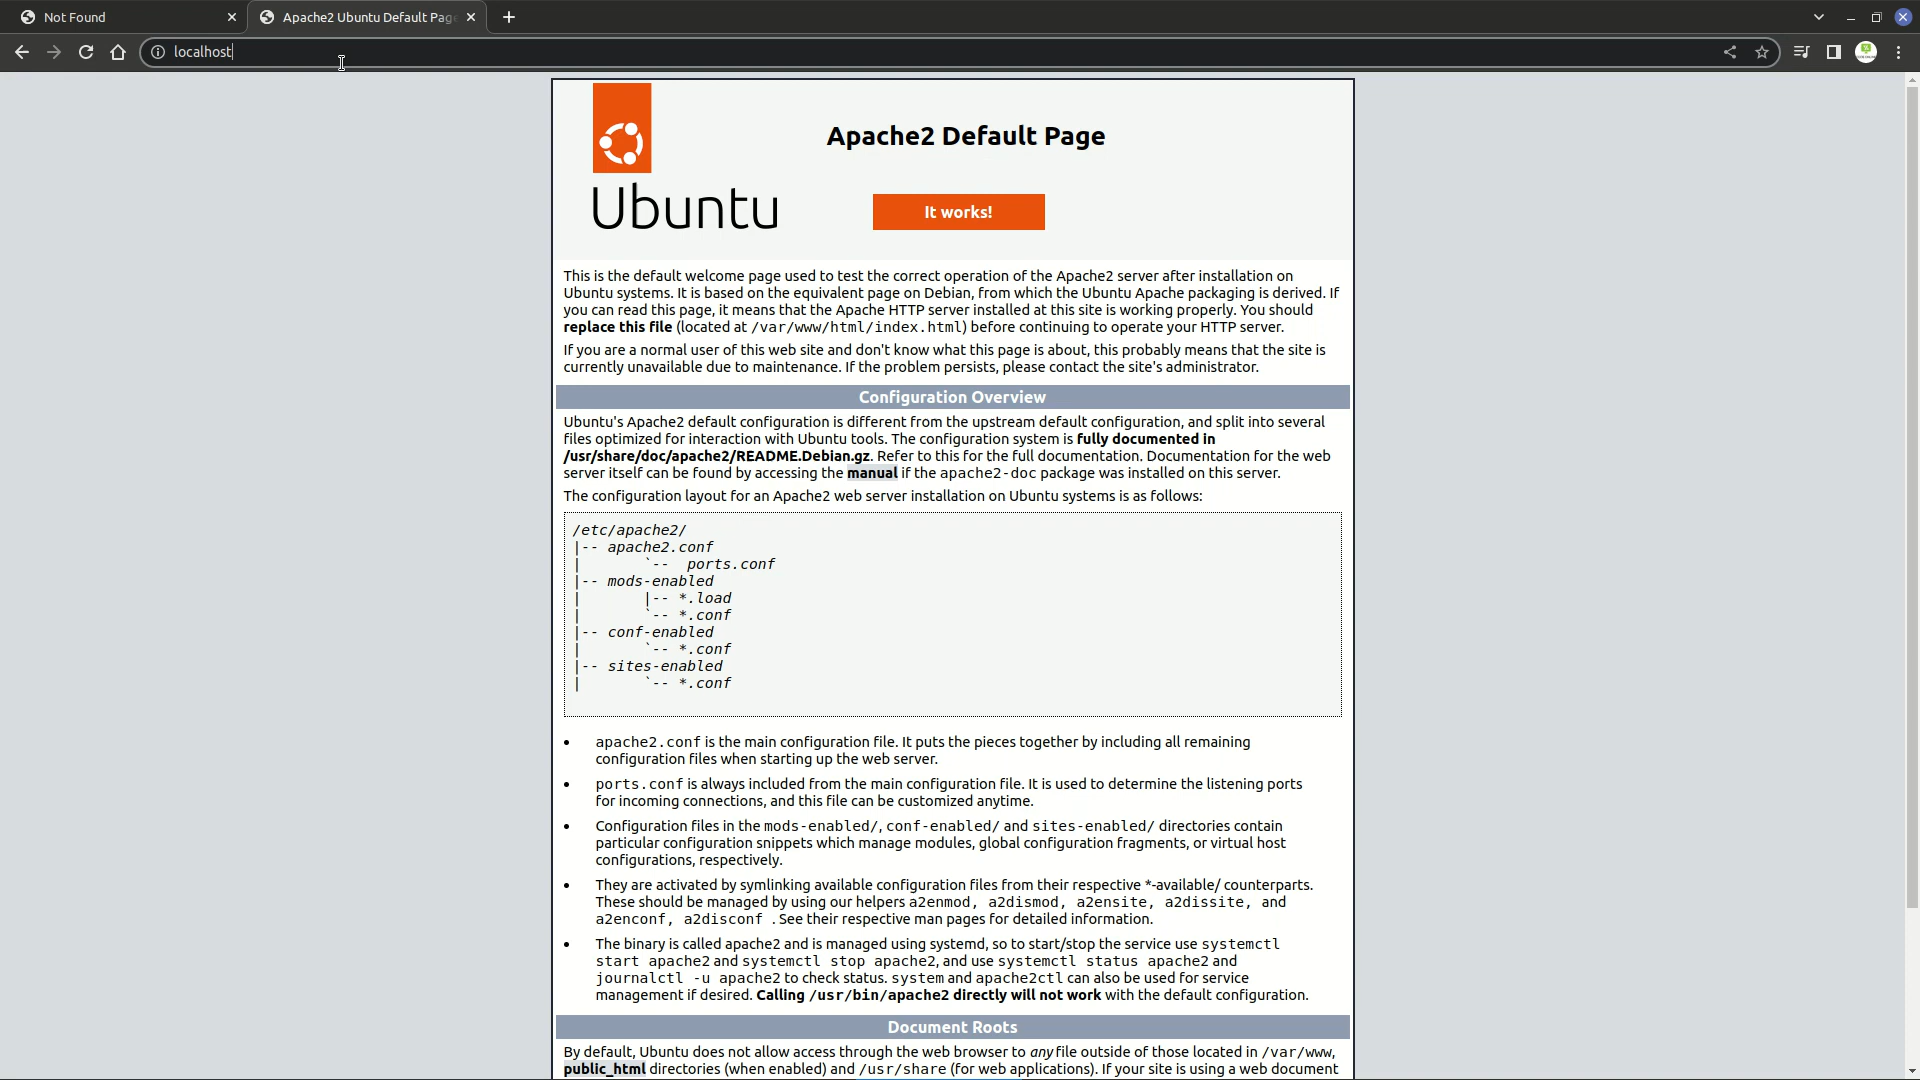 Not Found
Apache2 Ubuntu Default Page
localhost
Apache2 Default Page
Ubuntu
It works!
This is the default welcome page used to test the correct operation of the Apache2 server after installation on
Ubuntu systems. It is based on the equivalent page on Debian, from which the Ubuntu Apache packaging is derived. If
you can read this page, it means that the Apache HTTP server installed at this site is working properly. You should
replace this file (located at /var/www/html/index.html) before continuing to operate your HTTP server.
If you are a normal user of this web site and don't know what this page is about, this probably means that the site is
currently unavailable due to maintenance. If the problem persists, please contact the site's administrator.
Configuration Overview
Ubuntu's Apache2 default configuration is different from the upstream default configuration, and split into several
files optimized for interaction with Ubuntu tools. The configuration system is fully documented in
/usr/share/doc/apache2/README.Debian.gz. Refer to this for the full documentation. Documentation for the web
server itself can be found by accessing the manual if the apache2-doc package was installed on this server.
The configuration layout for an Apache2 web server installation on Ubuntu systems is as follows:
/etc/apache2/
|-- apache2.conf
|       `--  ports.conf
|-- mods-enabled
|       |-- *.load
|       `-- *.conf
|-- conf-enabled
|       `-- *.conf
|-- sites-enabled
|       `-- *.conf
• apache2.conf is the main configuration file. It puts the pieces together by including all remaining
configuration files when starting up the web server.
• ports.conf is always included from the main configuration file. It is used to determine the listening ports
for incoming connections, and this file can be customized anytime.
• Configuration files in the mods-enabled/, conf-enabled/ and sites-enabled/ directories contain
particular configuration snippets which manage modules, global configuration fragments, or virtual host
configurations, respectively.
• They are activated by symlinking available configuration files from their respective *-available/ counterparts.
These should be managed by using our helpers a2enmod, a2dismod, a2ensite, a2dissite, and
a2enconf, a2disconf . See their respective man pages for detailed information.
• The binary is called apache2 and is managed using systemd, so to start/stop the service use systemctl
start apache2 and systemctl stop apache2, and use systemctl status apache2 and
journalctl -u apache2 to check status. system and apache2ctl can also be used for service
management if desired. Calling /usr/bin/apache2 directly will not work with the default configuration.
Document Roots
By default, Ubuntu does not allow access through the web browser to any file outside of those located in /var/www,
public_html directories (when enabled) and /usr/share (for web applications). If your site is using a web document